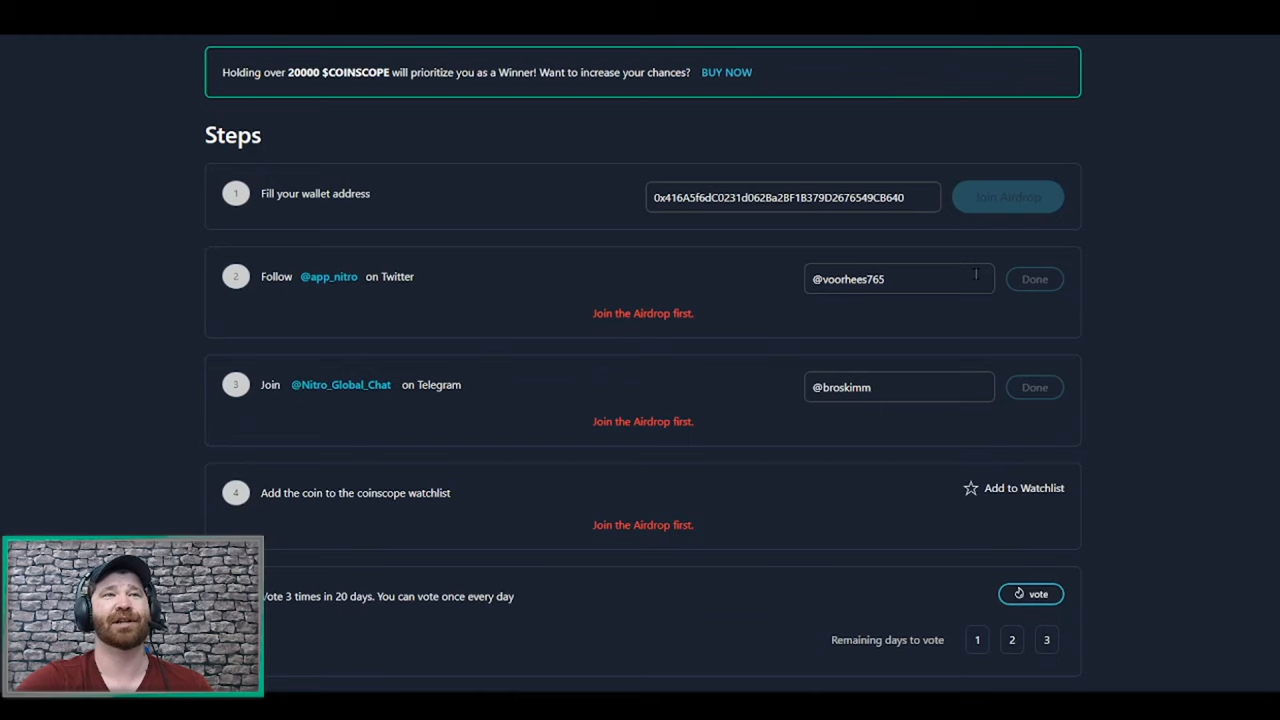 Holding over 20000 $COINSCOPE will prioritize you as a Winner! Want to increase your chances? BUY NOW
Steps
1 Fill your wallet address 0x416A5f6dC0231d062Ba2BF1B379D2676549CB640 Join Airdrop
2 Follow @app_nitro on Twitter @voorhees765 Done
Join the Airdrop first.
3 Join @Nitro_Global_Chat on Telegram @broskimm Done
Join the Airdrop first.
4 Add the coin to the coinscope watchlist Add to Watchlist
Join the Airdrop first.
Vote 3 times in 20 days. You can vote once every day vote
Remaining days to vote 1 2 3